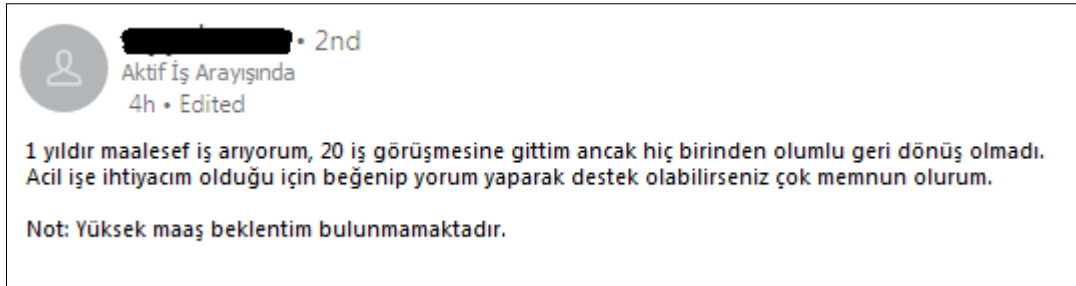 • 2nd
Aktif İş Arayışında
4h • Edited
1 yıldır maalesef iş arıyorum, 20 iş görüşmesine gittim ancak hiç birinden olumlu geri dönüş olmadı.
Acil işe ihtiyacım olduğu için beğenip yorum yaparak destek olabilirseniz çok memnun olurum.
Not: Yüksek maaş beklentim bulunmamaktadır.